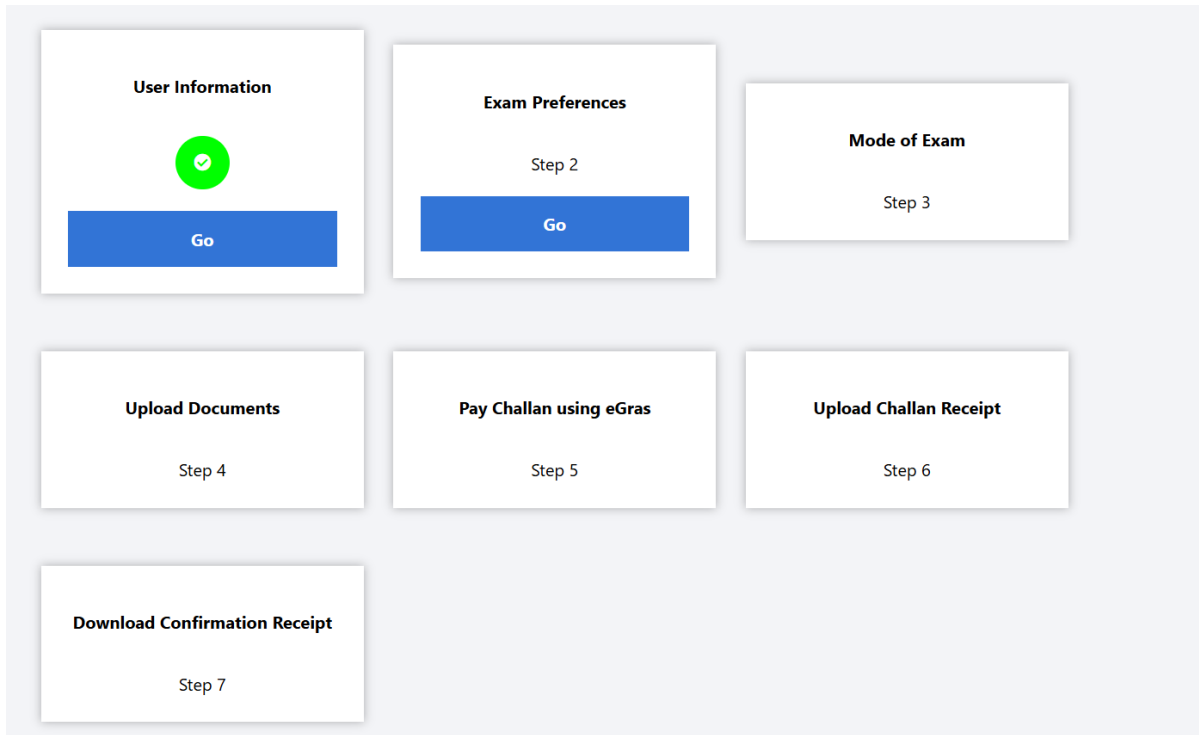 User Information
Go
Exam Preferences
Step 2
Go
Mode of Exam
Step 3
Upload Documents
Step 4
Pay Challan using eGras
Step 5
Upload Challan Receipt
Step 6
Download Confirmation Receipt
Step 7